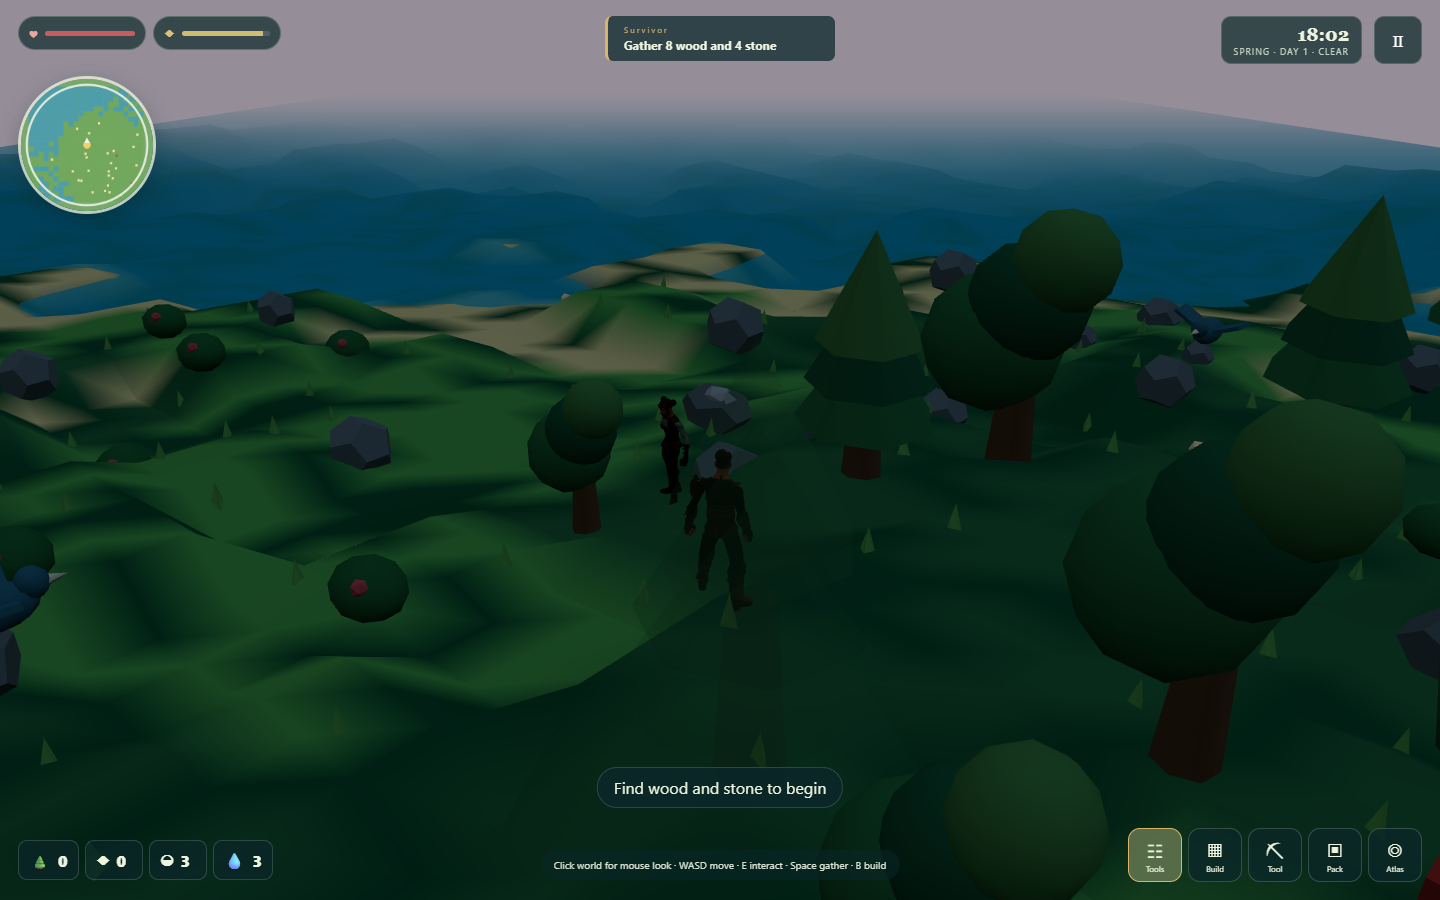 Survivor
Gather 8 wood and 4 stone
18:02
SPRING · DAY 1 · CLEAR
II
Find wood and stone to begin
0
0
3
3
Click world for mouse look · WASD move · E interact · Space gather · B build
Tools
Build
Tool
Pack
Atlas